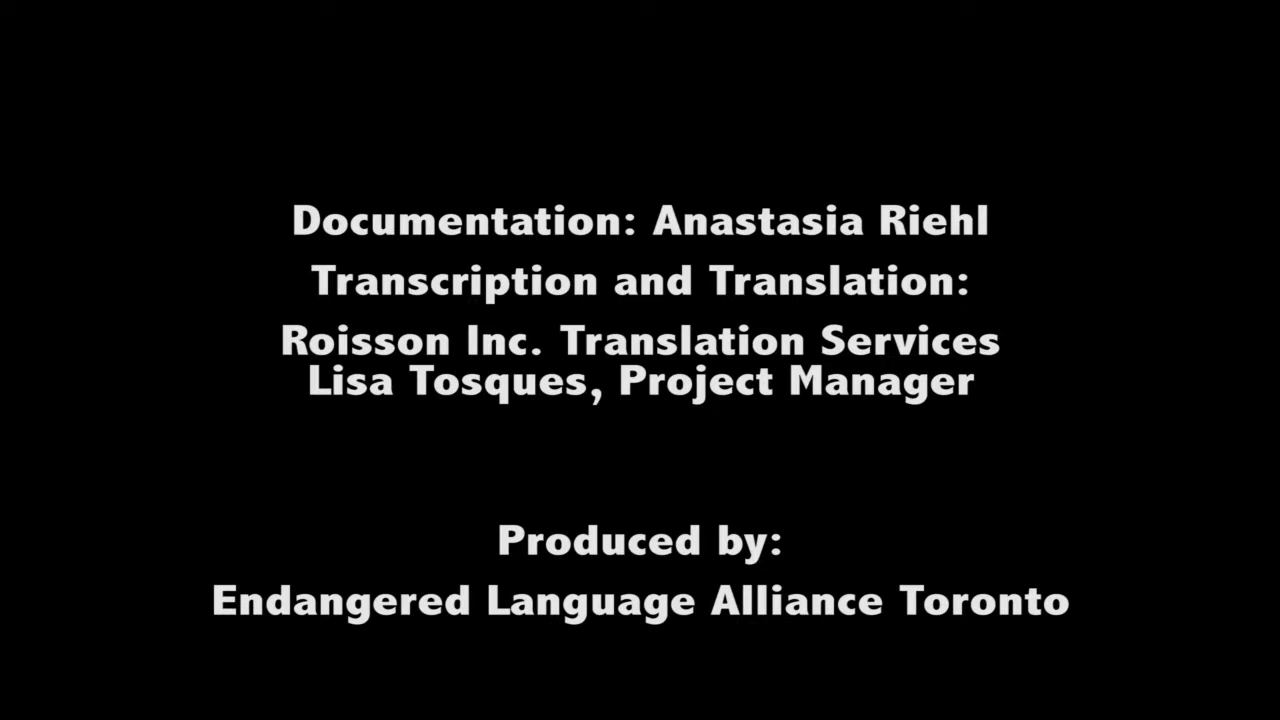 Documentation: Anastasia Riehl
Transcription and Translation:
Roisson Inc. Translation Services
Lisa Tosques, Project Manager
Produced by:
Endangered Language Alliance Toronto